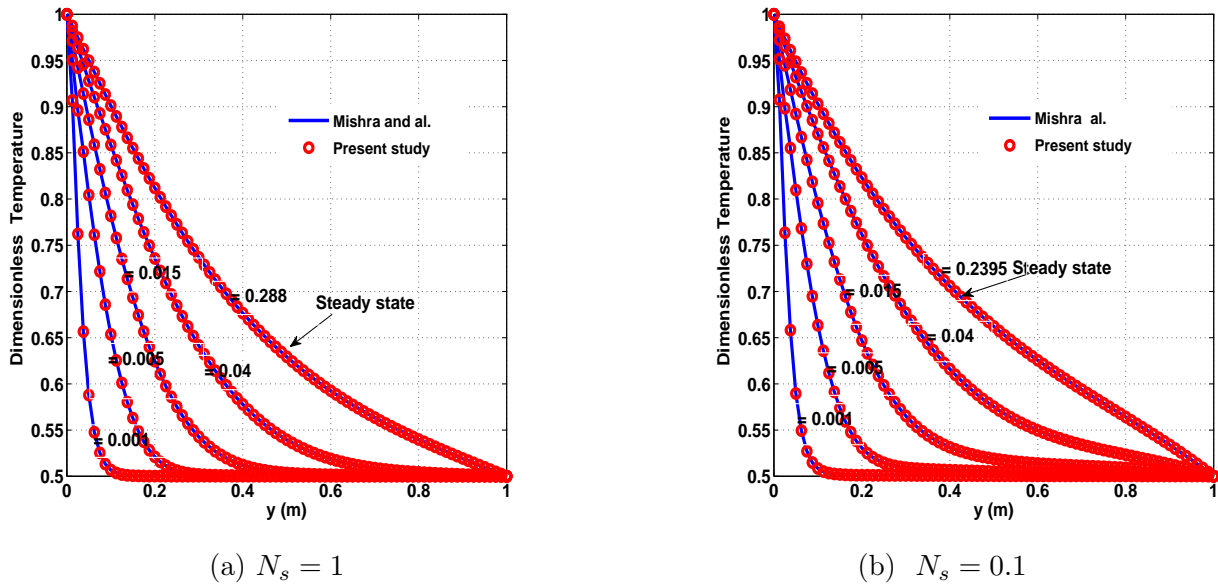 1
0.95
0.9
0.85
0.8
0.75
0.7
0.65
0.6
0.55
0.5
Dimensionless Temperature
Mishra and al.
Present study
= 0.015
= 0.288
Steady state
= 0.005
= 0.04
= 0.001
0 0.2 0.4 0.6 0.8 1
y (m)
(a) N_s = 1
1
0.95
0.9
0.85
0.8
0.75
0.7
0.65
0.6
0.55
0.5
Dimensionless Temperature
Mishra al.
Present study
= 0.2395
Steady state
= 0.015
= 0.04
= 0.005
= 0.001
0 0.2 0.4 0.6 0.8 1
y (m)
(b) N_s = 0.1